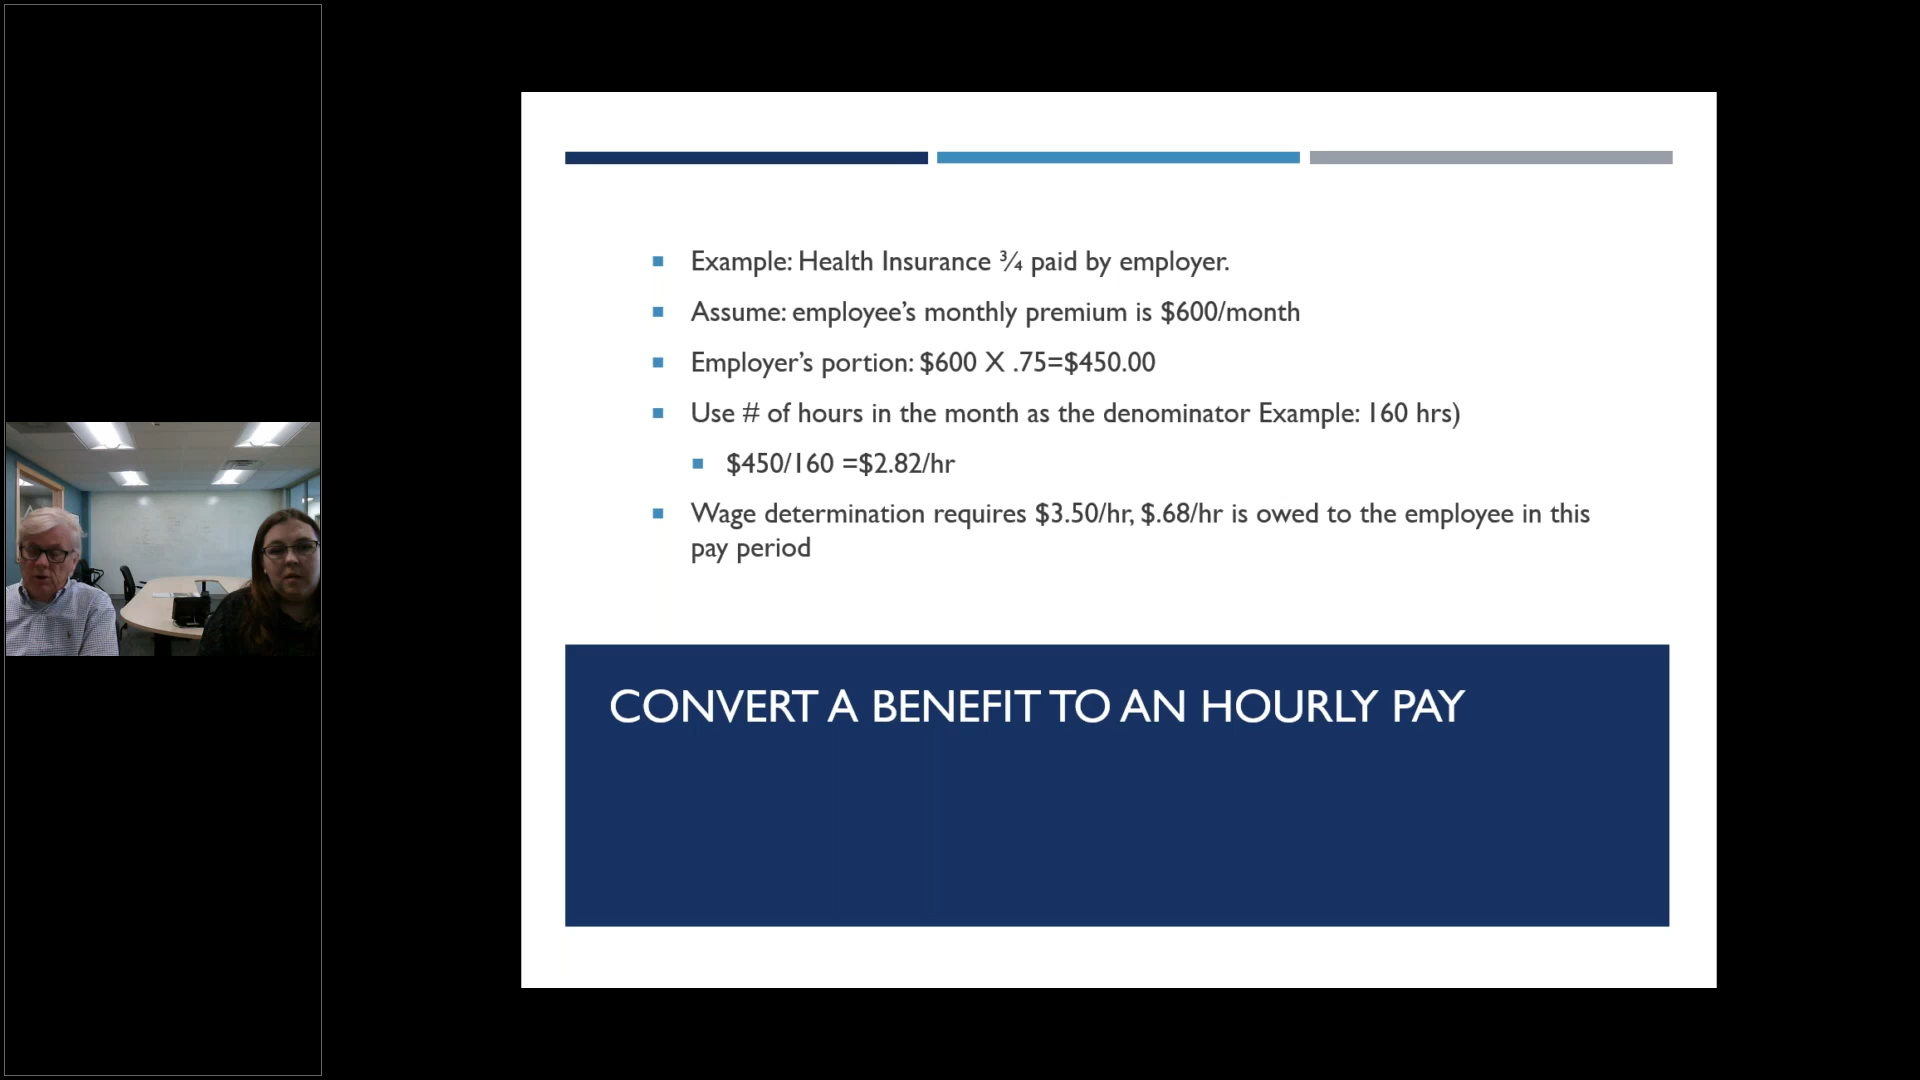 Example: Health Insurance ¾ paid by employer.
Assume: employee’s monthly premium is $600/month
Employer’s portion: $600 X .75=$450.00
Use # of hours in the month as the denominator Example: 160 hrs)
$450/160 =$2.82/hr
Wage determination requires $3.50/hr, $.68/hr is owed to the employee in this
pay period
CONVERT A BENEFIT TO AN HOURLY PAY